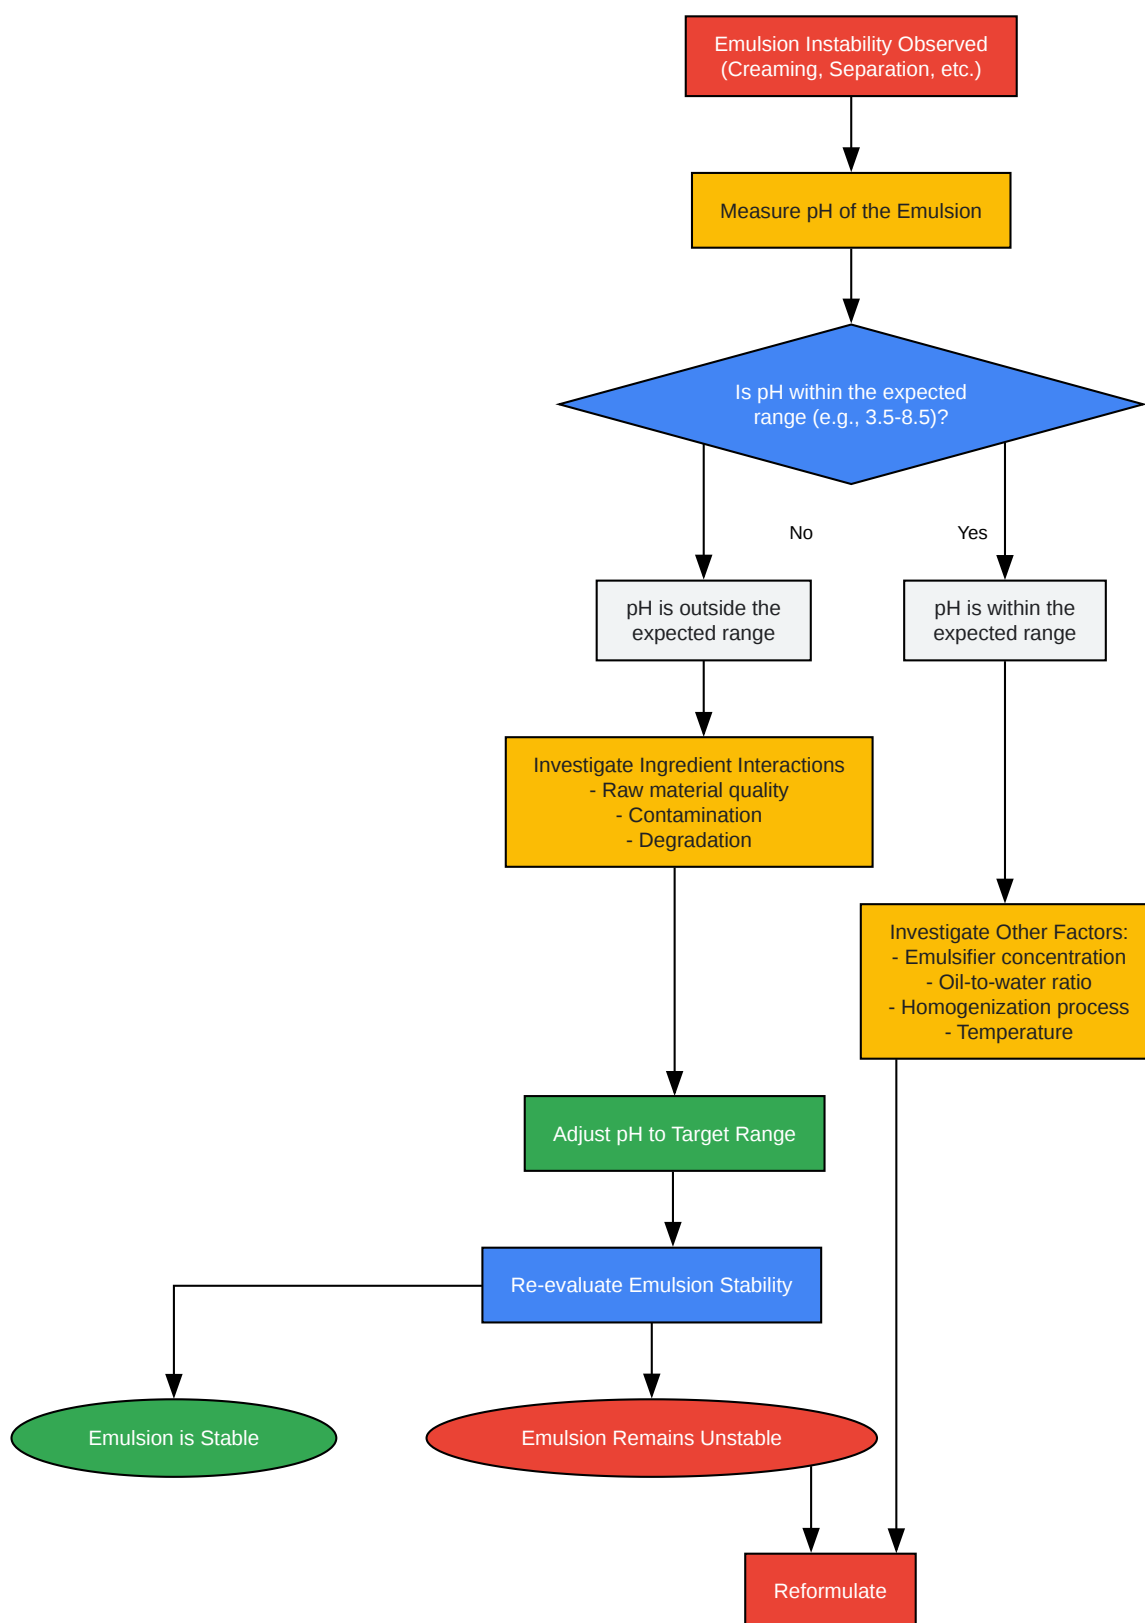 Emulsion Instability Observed
(Creaming, Separation, etc.)
Measure pH of the Emulsion
Is pH within the expected
range (e.g., 3.5-8.5)?
No
Yes
pH is outside the
expected range
pH is within the
expected range
Investigate Ingredient Interactions
- Raw material quality
- Contamination
- Degradation
Investigate Other Factors:
- Emulsifier concentration
- Oil-to-water ratio
- Homogenization process
- Temperature
Adjust pH to Target Range
Re-evaluate Emulsion Stability
Emulsion is Stable
Emulsion Remains Unstable
Reformulate